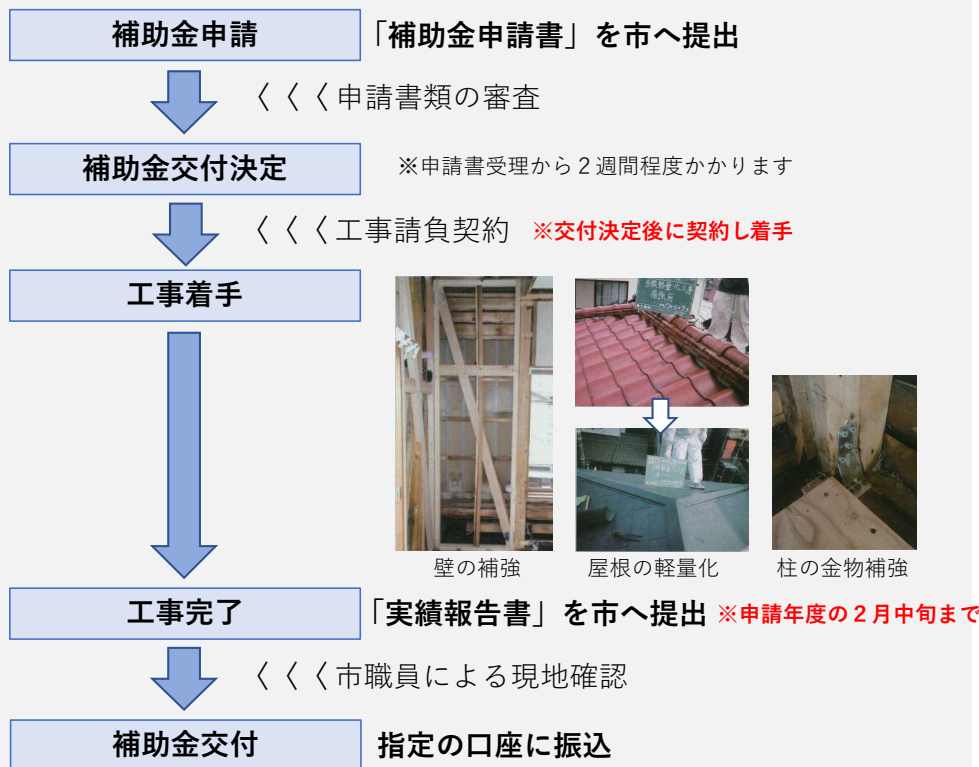 補助金申請 「補助金申請書」を市へ提出
〈〈〈申請書類の審査
補助金交付決定 ※申請書受理から２週間程度かかります
〈〈〈工事請負契約 ※交付決定後に契約し着手
工事着手
壁の補強 屋根の軽量化 柱の金物補強
工事完了 「実績報告書」を市へ提出 ※申請年度の２月中旬まで
〈〈〈市職員による現地確認
補助金交付 指定の口座に振込